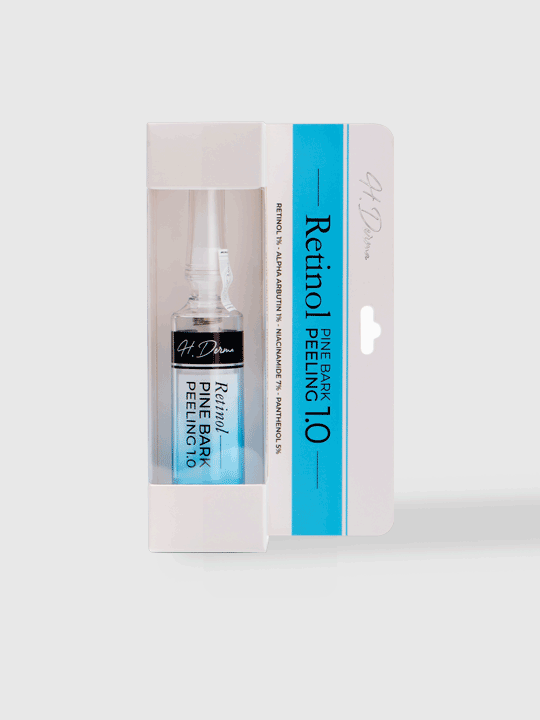 H. Derma
Retinol
PINE BARK
PEELING 1.0
RETINOL 1% - ALPHA ARBUTIN 1% - NIACINAMIDE 7% - PANTHENOL 5%
Retinol
PINE BARK
PEELING 1.0
H. Derma